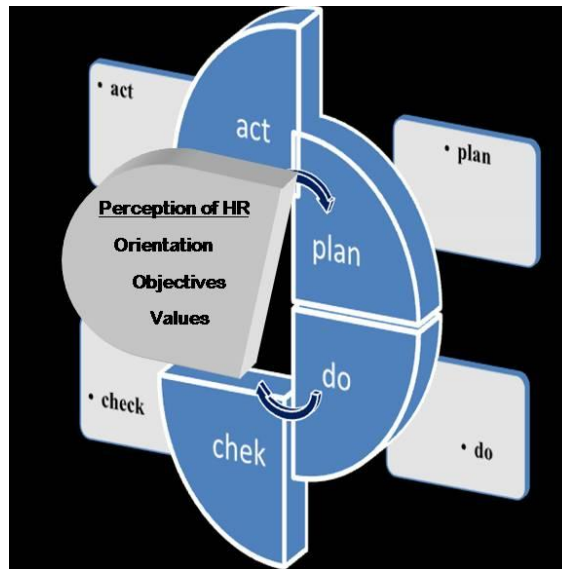 • act
act
• plan
Perception of HR
Orientation
Objectives
Values
plan
do
• check
chek
• do